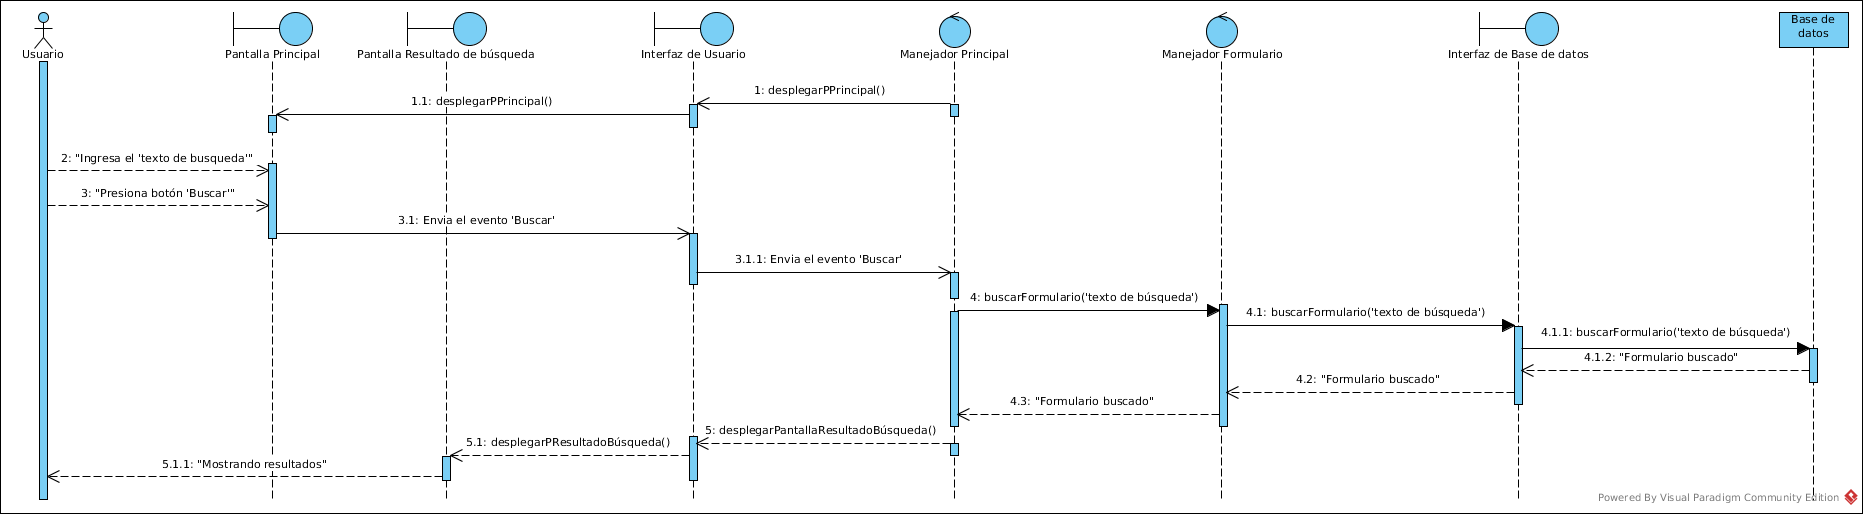 Base de
datos
Usuario
Pantalla Principal
Pantalla Resultado de búsqueda
Interfaz de Usuario
Manejador Principal
Manejador Formulario
Interfaz de Base de datos
1: desplegarPPrincipal()
1.1: desplegarPPrincipal()
2: "Ingresa el 'texto de busqueda'"
3: "Presiona botón 'Buscar'"
3.1: Envia el evento 'Buscar'
3.1.1: Envia el evento 'Buscar'
4: buscarFormulario('texto de búsqueda')
4.1: buscarFormulario('texto de búsqueda')
4.1.1: buscarFormulario('texto de búsqueda')
4.1.2: "Formulario buscado"
4.2: "Formulario buscado"
4.3: "Formulario buscado"
5: desplegarPantallaResultadoBúsqueda()
5.1: desplegarPResultadoBúsqueda()
5.1.1: "Mostrando resultados"
Powered By Visual Paradigm Community Edition